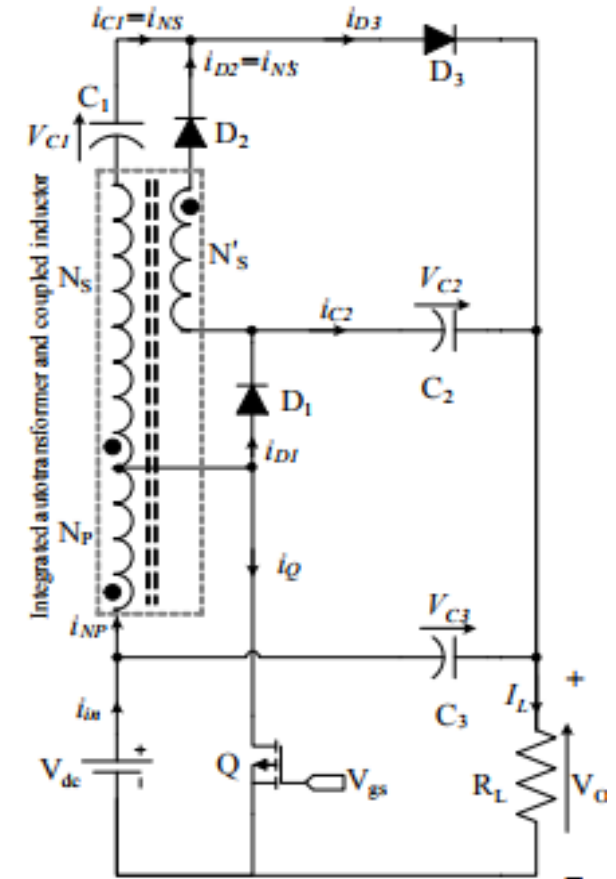 iC1=iNS
iD3
iD2=iNS
D3
C1
VC1
D2
Integrated autotransformer and coupled inductor
NS
N'S
VC2
iC2
C2
D1
iD1
NP
iQ
VC3
iNP
+
iin
C3
IL
+
Vdc
-
Q
Vgs
RL
VO
-